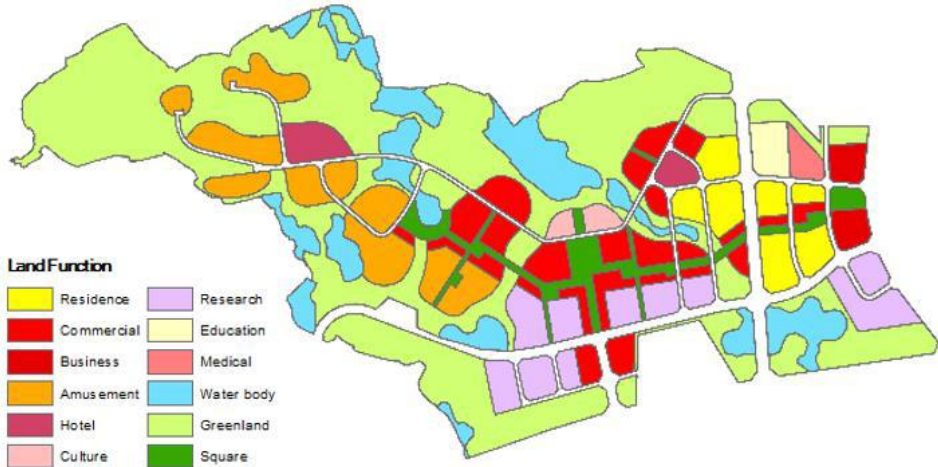 Land Function
Residence
Research
Commercial
Education
Business
Medical
Amusement
Water body
Hotel
Greenland
Culture
Square